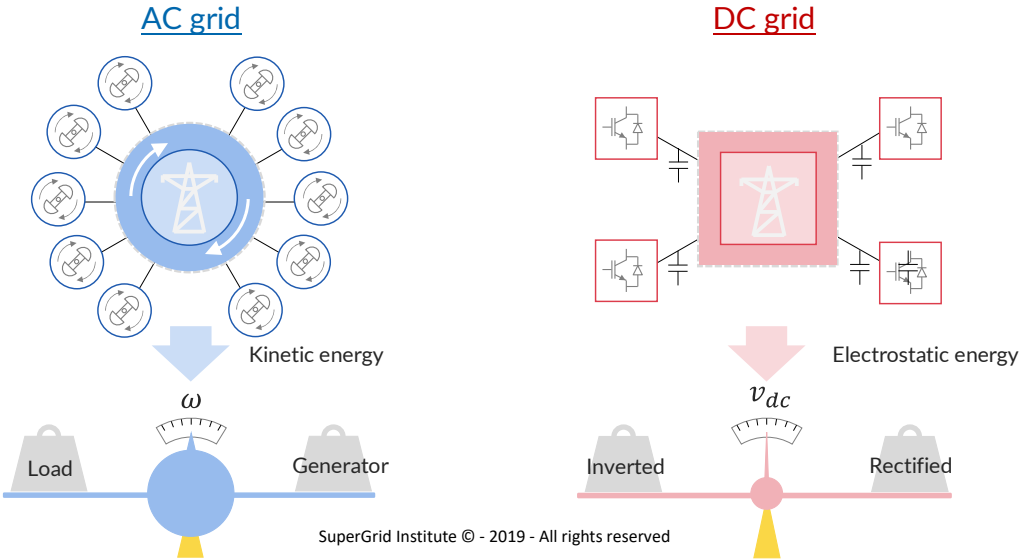 AC grid
DC grid
Kinetic energy
Electrostatic energy
ω
v_dc
Load
Generator
Inverted
Rectified
SuperGrid Institute © - 2019 - All rights reserved